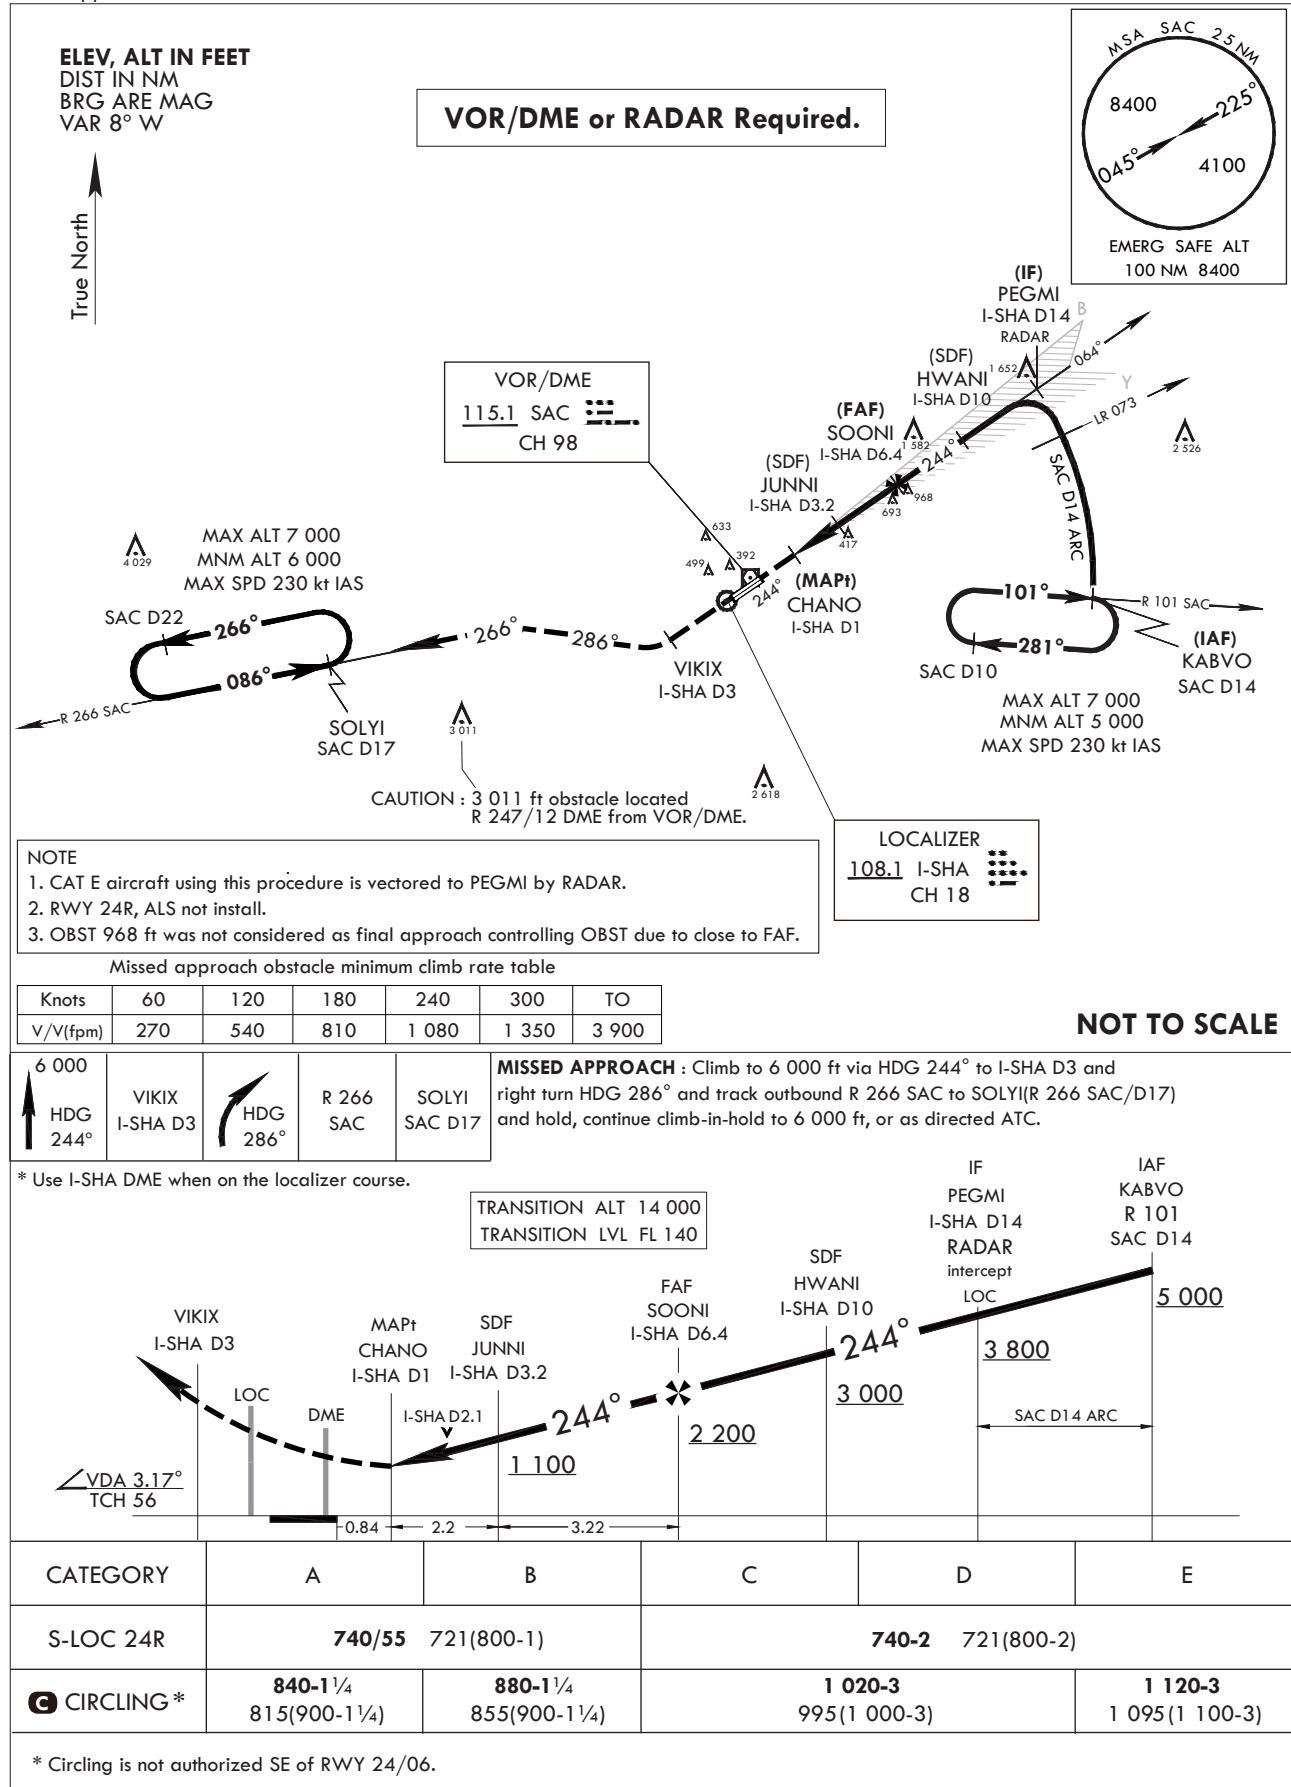 ELEV, ALT IN FEET
DIST IN NM
BRG ARE MAG
VAR 8° W
True North
VOR/DME or RADAR Required.
MSA SAC 25 NM
8400
225°
045°
4100
EMERG SAFE ALT
100 NM 8400
(IF)
PEGMI
I-SHA D14
RADAR
B
064°
Y
LR 073
(SDF)
HWANI
I-SHA D10
1 652
(FAF)
SOONI
I-SHA D6.4
1 582
244°
2 526
(SDF)
JUNNI
I-SHA D3.2
968
693
417
SAC D14 ARC
VOR/DME
115.1 SAC
CH 98
633
499
392
244°
(MAPt)
CHANO
I-SHA D1
4 029
MAX ALT 7 000
MNM ALT 6 000
MAX SPD 230 kt IAS
SAC D22
266°
086°
266°
286°
R 266 SAC
SOLYI
SAC D17
VIKIX
I-SHA D3
101°
281°
R 101 SAC
(IAF)
KABVO
SAC D14
SAC D10
MAX ALT 7 000
MNM ALT 5 000
MAX SPD 230 kt IAS
3 011
2 618
CAUTION : 3 011 ft obstacle located
R 247/12 DME from VOR/DME.
LOCALIZER
108.1 I-SHA
CH 18
NOTE
1. CAT E aircraft using this procedure is vectored to PEGMI by RADAR.
2. RWY 24R, ALS not install.
3. OBST 968 ft was not considered as final approach controlling OBST due to close to FAF.
Missed approach obstacle minimum climb rate table
Knots 60 120 180 240 300 TO
V/V(fpm) 270 540 810 1 080 1 350 3 900
NOT TO SCALE
6 000
HDG
244°
VIKIX
I-SHA D3
HDG
286°
R 266
SAC
SOLYI
SAC D17
MISSED APPROACH : Climb to 6 000 ft via HDG 244° to I-SHA D3 and
right turn HDG 286° and track outbound R 266 SAC to SOLYI(R 266 SAC/D17)
and hold, continue climb-in-hold to 6 000 ft, or as directed ATC.
* Use I-SHA DME when on the localizer course.
TRANSITION ALT 14 000
TRANSITION LVL FL 140
IAF
KABVO
R 101
SAC D14
5 000
IF
PEGMI
I-SHA D14
RADAR
intercept
LOC
3 800
SDF
HWANI
I-SHA D10
244°
3 000
FAF
SOONI
I-SHA D6.4
2 200
SDF
JUNNI
I-SHA D3.2
244°
1 100
MAPt
CHANO
I-SHA D1
I-SHA D2.1
VIKIX
I-SHA D3
LOC
DME
SAC D14 ARC
VDA 3.17°
TCH 56
0.84 2.2 3.22
CATEGORY A B C D E
S-LOC 24R 740/55 721(800-1) 740-2 721(800-2)
C CIRCLING* 840-1¼ 880-1¼ 1 020-3 1 120-3
815(900-1¼) 855(900-1¼) 995(1 000-3) 1 095(1 100-3)
* Circling is not authorized SE of RWY 24/06.